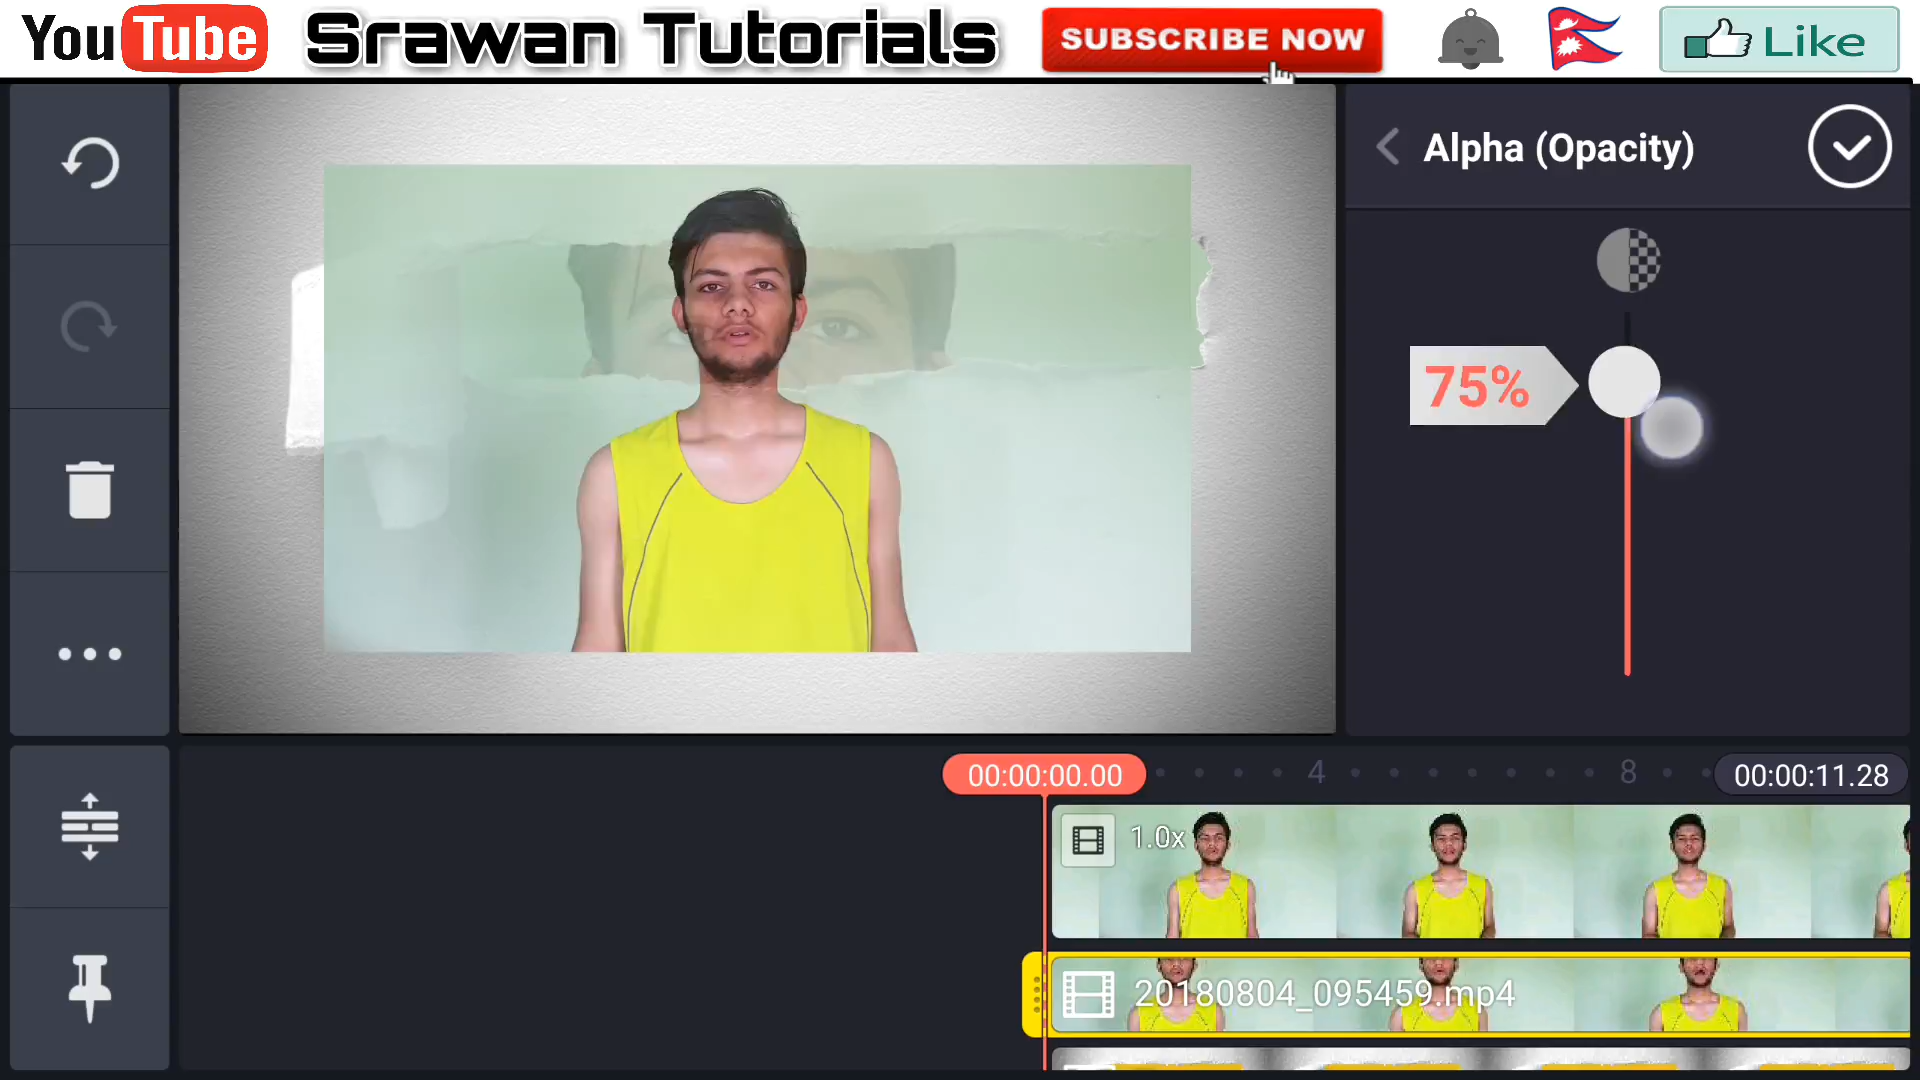 YouTube Srawan Tutorials SUBSCRIBE NOW Like
Alpha (Opacity)
75%
00:00:00.00 4 8 00:00:11.28
1.0x
20180804_095459.mp4